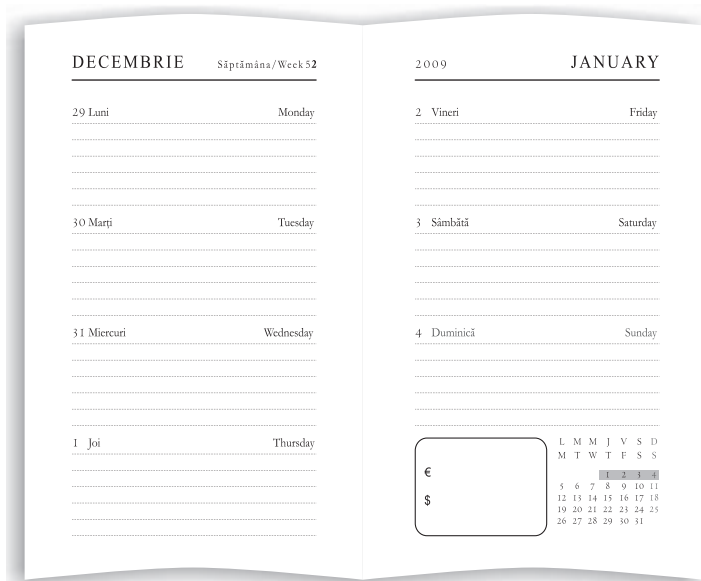 DECEMBRIE Săptămâna/Week52
29 Luni Monday
30 Marți Tuesday
31 Miercuri Wednesday
1 Joi Thursday
2009 JANUARY
2 Vineri Friday
3 Sâmbătă Saturday
4 Duminică Sunday
€
$
L M M J V S D
M T W T F S S
1 2 3 4
5 6 7 8 9 10 11
12 13 14 15 16 17 18
19 20 21 22 23 24 25
26 27 28 29 30 31